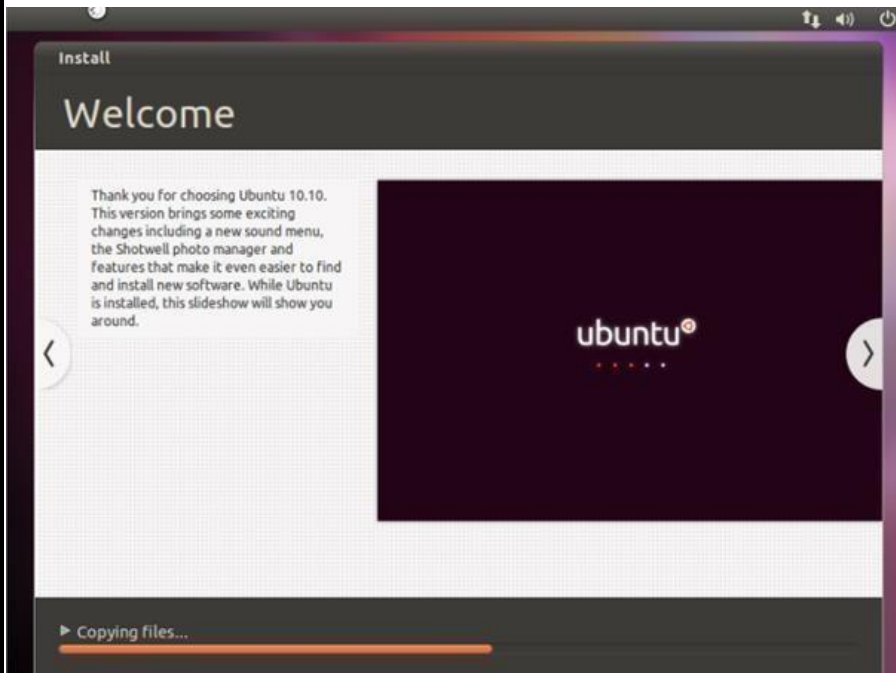 Install
Welcome
Thank you for choosing Ubuntu 10.10.
This version brings some exciting
changes including a new sound menu,
the Shotwell photo manager and
features that make it even easier to find
and install new software. While Ubuntu
is installed, this slideshow will show you
around.
ubuntu
Copying files...